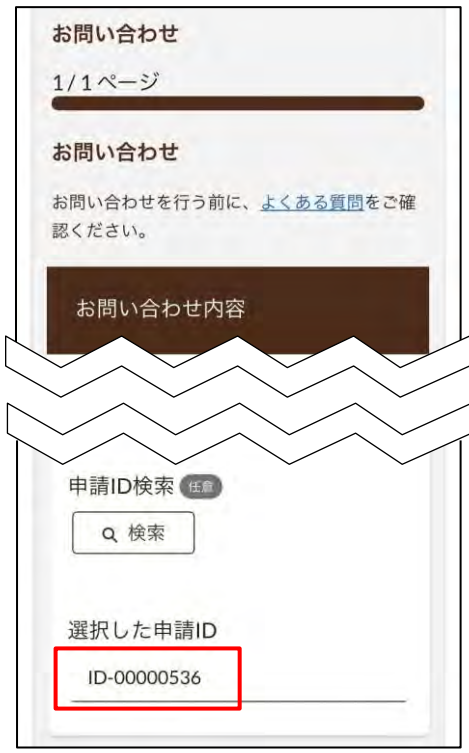 お問い合わせ
1/1ページ
お問い合わせ
お問い合わせを行う前に、よくある質問をご確
認ください。
お問い合わせ内容
申請ID検索 任意
検索
選択した申請ID
ID-00000536